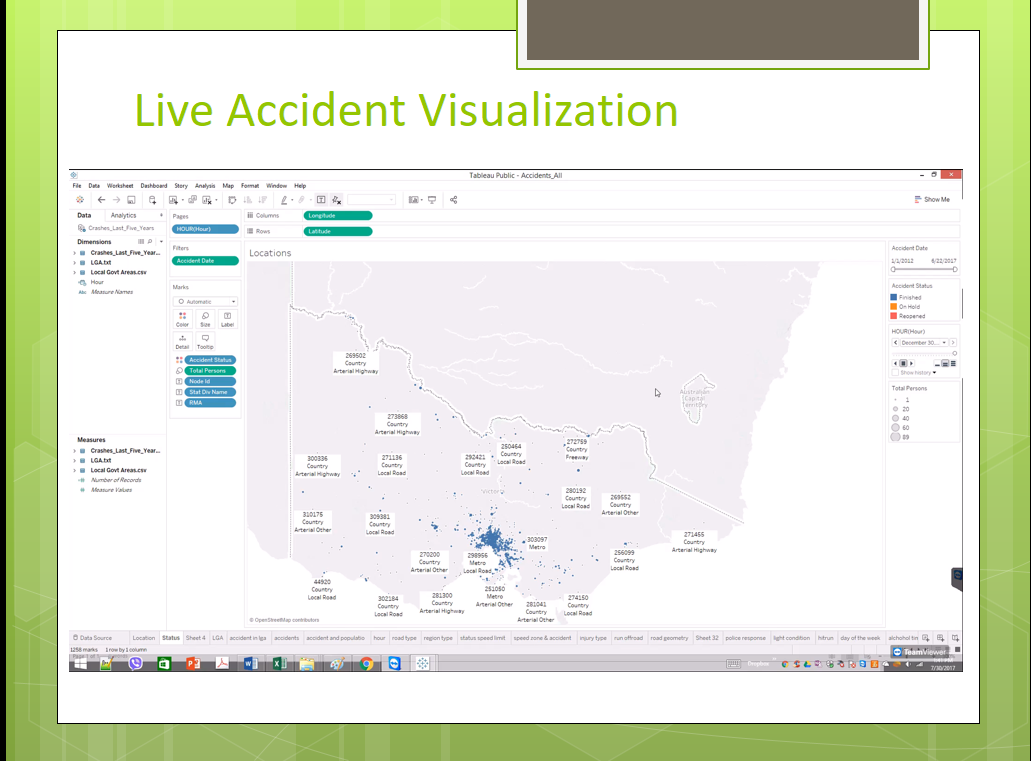 Live Accident Visualization
Tableau Public - Accidents_All
File Data Worksheet Dashboard Story Analysis Map Format Window Help
Show Me
Data Analytics
Crashes_Last_Five_Years
Dimensions
Crashes_Last_Five_Year...
LGA.txt
Local Govt Areas.csv
Hour
Abc Measure Names
Measures
Crashes_Last_Five_Year...
LGA.txt
Local Govt Areas.csv
Number of Records
Measure Values
Pages
HOUR(Hour)
Filters
Accident Date
Marks
Automatic
Color Size Label
Detail Tooltip
Accident Status
Total Persons
Node Id
Stat Div Name
RMA
Columns Longitude
Rows Latitude
Locations
269502
Country
Arterial Highway
Australian
Capital
Territory
273868
Country
Arterial Highway
300336
Country
Arterial Highway
271136
Country
Local Road
292421
Country
Local Road
250464
Country
Local Road
272759
Country
Freeway
Victoria
280192
Country
Local Road
269552
Country
Arterial Other
310175
Country
Arterial Other
309381
Country
Local Road
271455
Country
Arterial Highway
303097
Metro
270200
Country
Arterial Other
298956
Metro
Local Road
256099
Country
Local Road
44920
Country
Local Road
302184
Country
Local Road
281300
Country
Arterial Highway
251050
Metro
Arterial Other
281041
Country
Arterial Other
274150
Country
Local Road
© OpenStreetMap contributors
Accident Date
1/1/2012 6/22/2017
Accident Status
Finished
On Hold
Reopened
HOUR(Hour)
December 30,...
Show history
Total Persons
1
20
40
60
89
Data Source Location Status Sheet 4 LGA accident in lga accidents accident and populatio hour road type region type status speed limit speed zone & accident injury type run offroad road geometry Sheet 32 police response light condition hitrun day of the week alchohol
1258 marks 1 row by 1 column
TeamViewer
Dropbox
7/30/2017